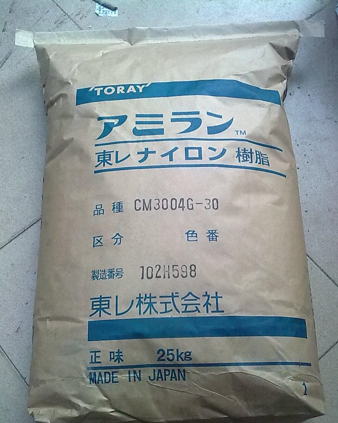 TORAY
アミラン TM
東レ ナイロン 樹脂
品種 CM3004G-30
区分 色番
製造番号 102H598
東レ株式会社
正味 25kg
MADE IN JAPAN